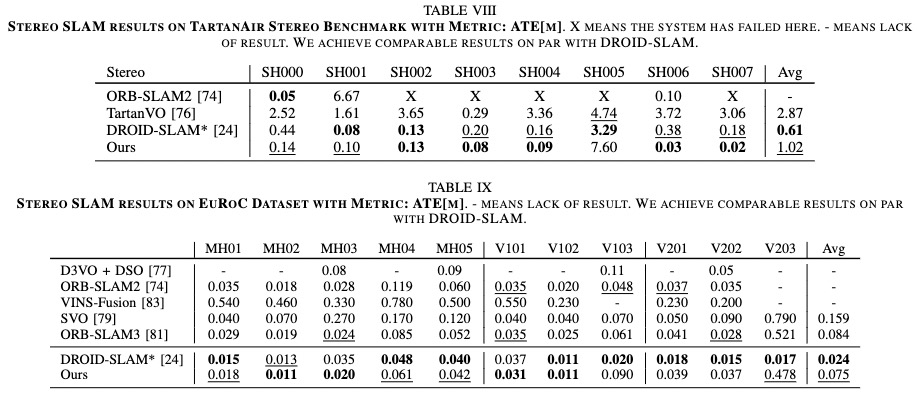 TABLE VIII
STEREO SLAM RESULTS ON TARTANAIR STEREO BENCHMARK WITH METRIC: ATE[M]. X MEANS THE SYSTEM HAS FAILED HERE. - MEANS LACK
OF RESULT. WE ACHIEVE COMPARABLE RESULTS ON PAR WITH DROID-SLAM.
Stereo SH000 SH001 SH002 SH003 SH004 SH005 SH006 SH007 Avg
ORB-SLAM2 [74] 0.05 6.67 X X X X 0.10 X -
TartanVO [76] 2.52 1.61 3.65 0.29 3.36 4.74 3.72 3.06 2.87
DROID-SLAM* [24] 0.44 0.08 0.13 0.20 0.16 3.29 0.38 0.18 0.61
Ours 0.14 0.10 0.13 0.08 0.09 7.60 0.03 0.02 1.02
TABLE IX
STEREO SLAM RESULTS ON EUROC DATASET WITH METRIC: ATE[M]. - MEANS LACK OF RESULT. WE ACHIEVE COMPARABLE RESULTS ON PAR
WITH DROID-SLAM.
MH01 MH02 MH03 MH04 MH05 V101 V102 V103 V201 V202 V203 Avg
D3VO + DSO [77] - - 0.08 - 0.09 - - 0.11 - 0.05 - -
ORB-SLAM2 [74] 0.035 0.018 0.028 0.119 0.060 0.035 0.020 0.048 0.037 0.035 - -
VINS-Fusion [83] 0.540 0.460 0.330 0.780 0.500 0.550 0.230 - 0.230 0.200 - -
SVO [79] 0.040 0.070 0.270 0.170 0.120 0.040 0.040 0.070 0.050 0.090 0.790 0.159
ORB-SLAM3 [81] 0.029 0.019 0.024 0.085 0.052 0.035 0.025 0.061 0.041 0.028 0.521 0.084
DROID-SLAM* [24] 0.015 0.013 0.035 0.048 0.040 0.037 0.011 0.020 0.018 0.015 0.017 0.024
Ours 0.018 0.011 0.020 0.061 0.042 0.031 0.011 0.090 0.039 0.037 0.478 0.075